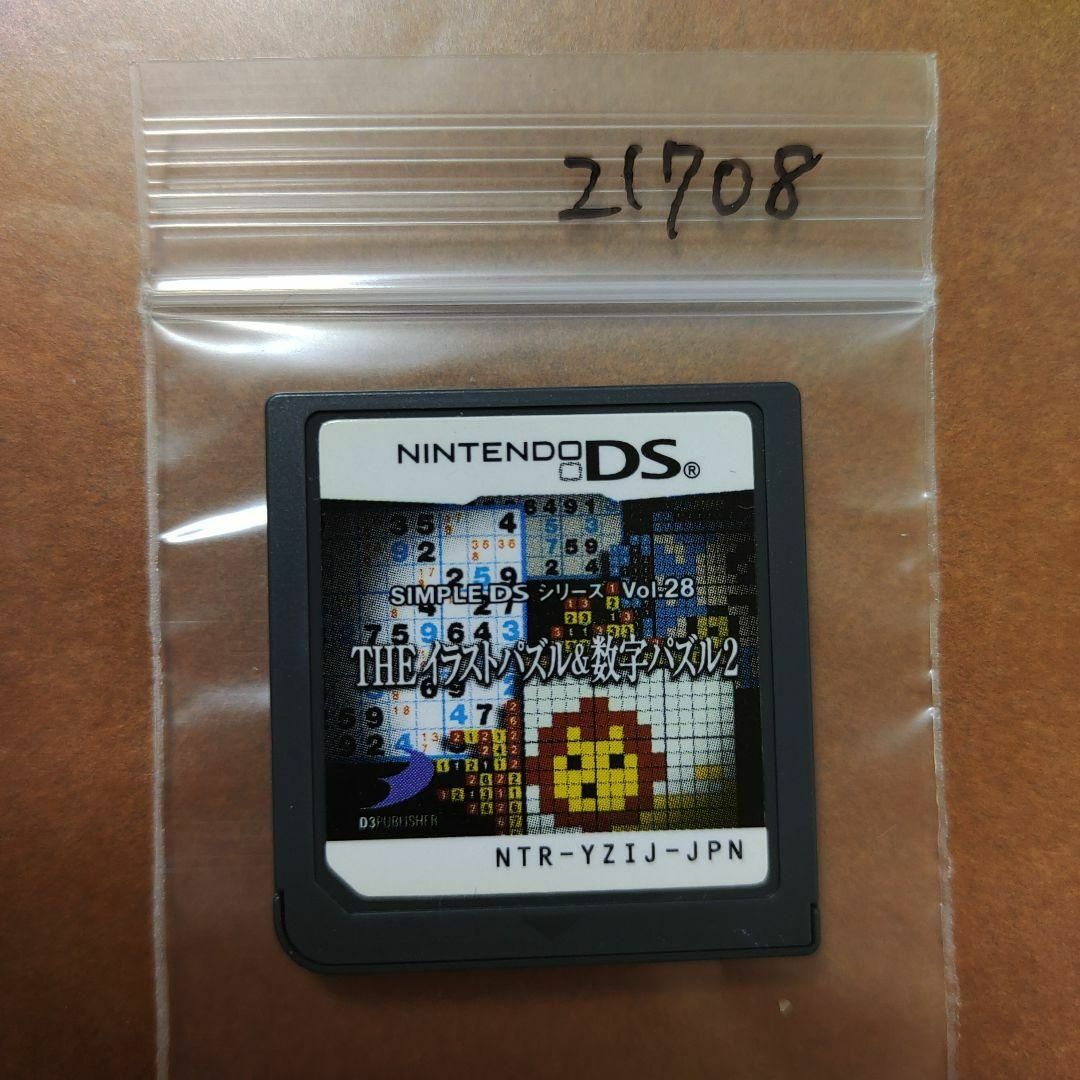 21708
NINTENDO DS®
SIMPLE DS シリーズ Vol.28
THE イラストパズル&数字パズル2
D3PUBLISHER
NTR-YZIJ-JPN